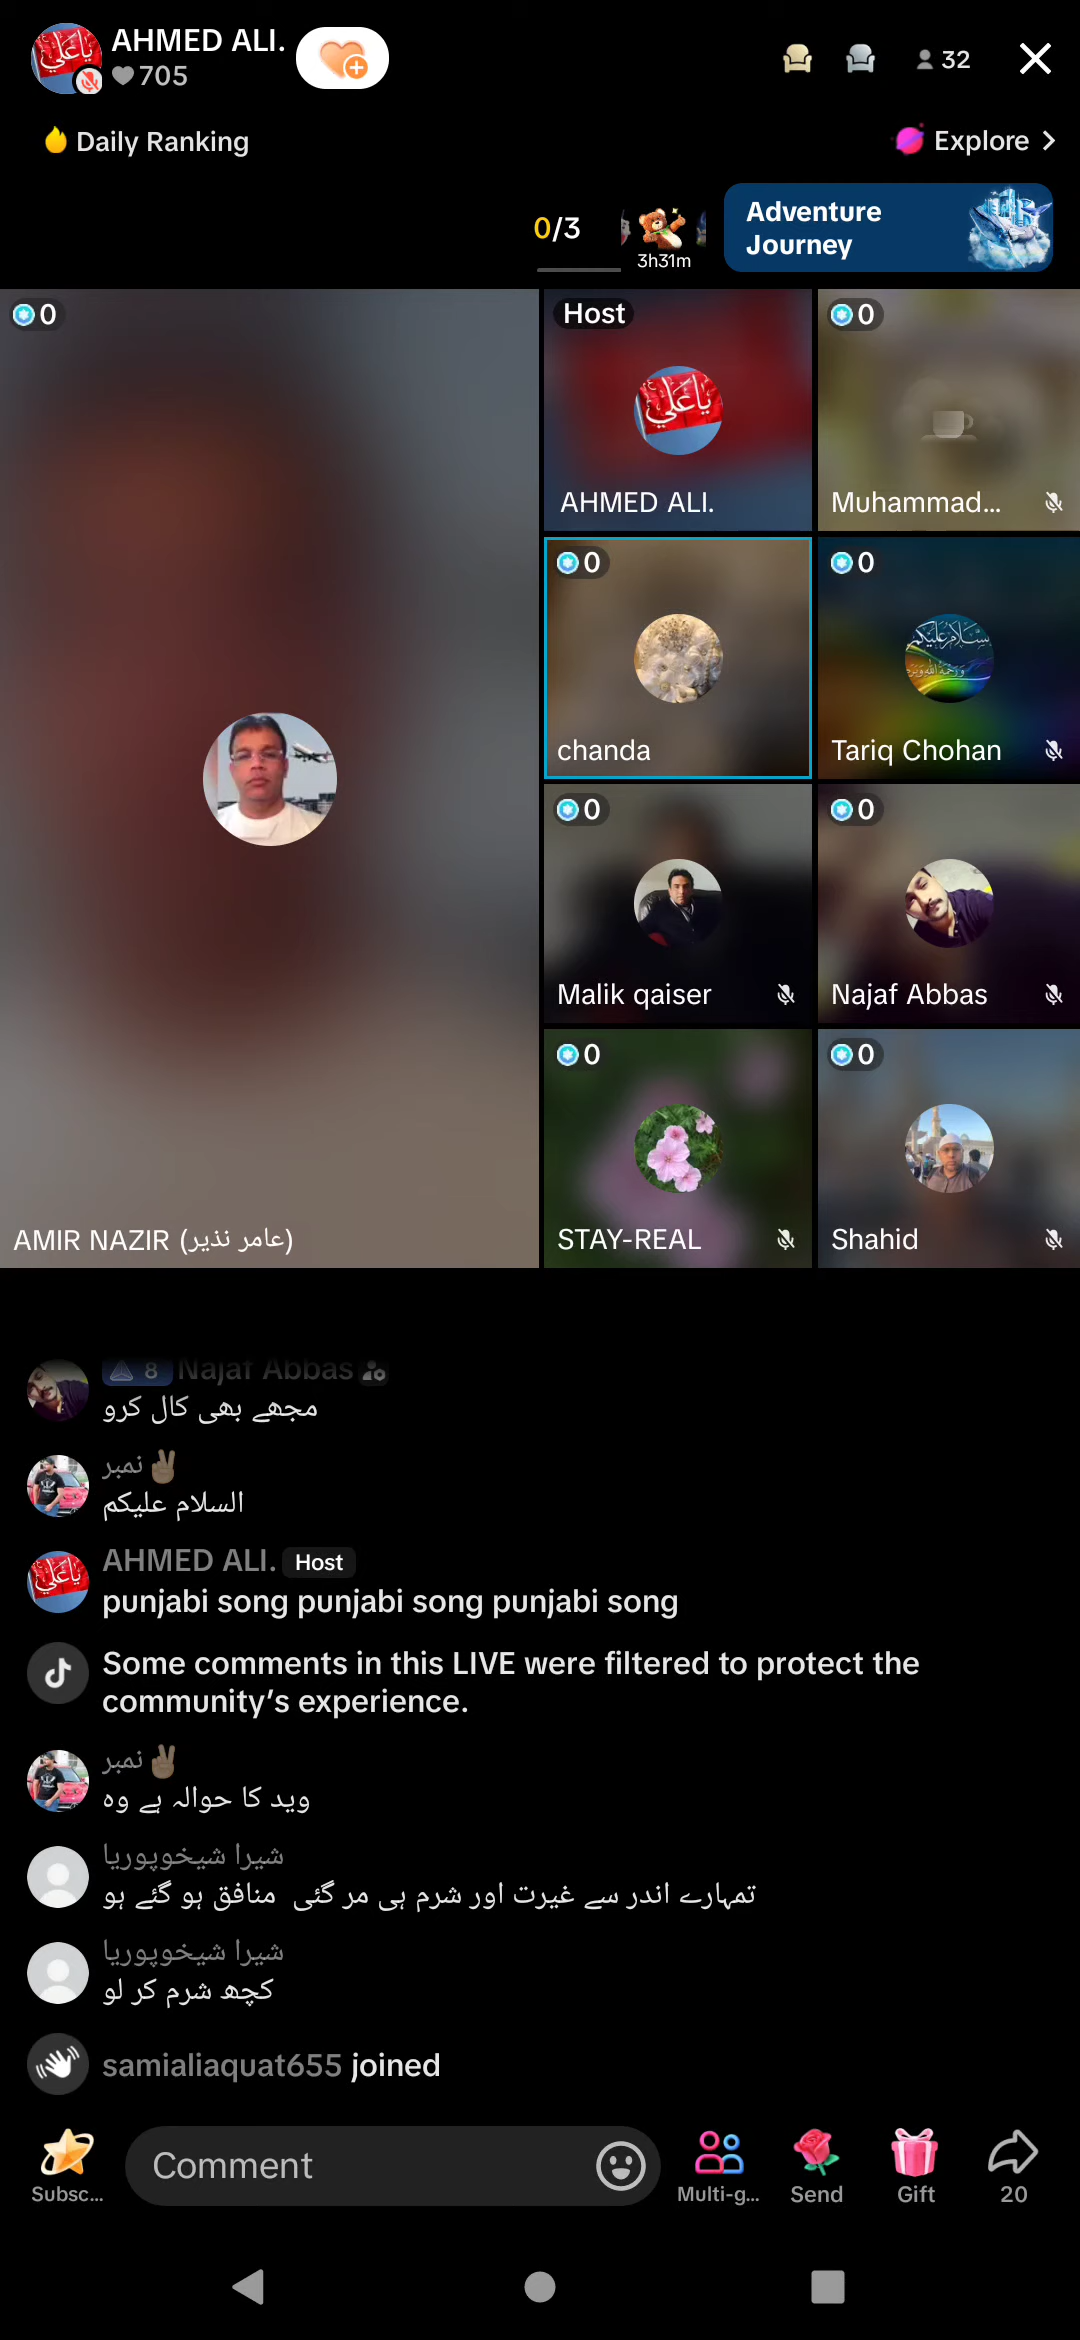 AHMED ALI.
705
32
Daily Ranking
Explore
0/3
3h31m
Adventure
Journey
0
Host
ياعلي
AHMED ALI.
0
Muhammad...
0
chanda
0
Tariq Chohan
0
Malik qaiser
0
Najaf Abbas
0
STAY-REAL
0
Shahid
AMIR NAZIR (عامر نذیر)
8 Najaf Abbas
مجھے بھی کال کرو
نمبر✌🏽
السلام علیکم
AHMED ALI. Host
punjabi song punjabi song punjabi song
Some comments in this LIVE were filtered to protect the
community's experience.
نمبر✌🏽
وید کا حوالہ ہے وہ
شیرا شیخوپوریا
تمہارے اندر سے غیرت اور شرم ہی مر گئی  منافق ہو گئے ہو
شیرا شیخوپوریا
کچھ شرم کر لو
samialiaquat655 joined
Subsc...
Comment
Multi-g...
Send
Gift
20